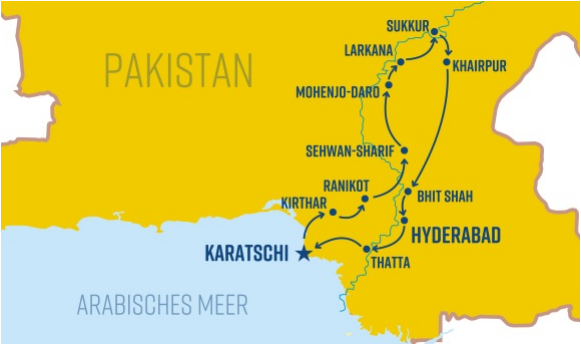 SUKKUR
LARKANA
KHAIRPUR
PAKISTAN
MOHENJO-DARO
SEHWAN-SHARIF
RANIKOT
KIRTHAR
BHIT SHAH
HYDERABAD
KARATSCHI
THATTA
ARABISCHES MEER